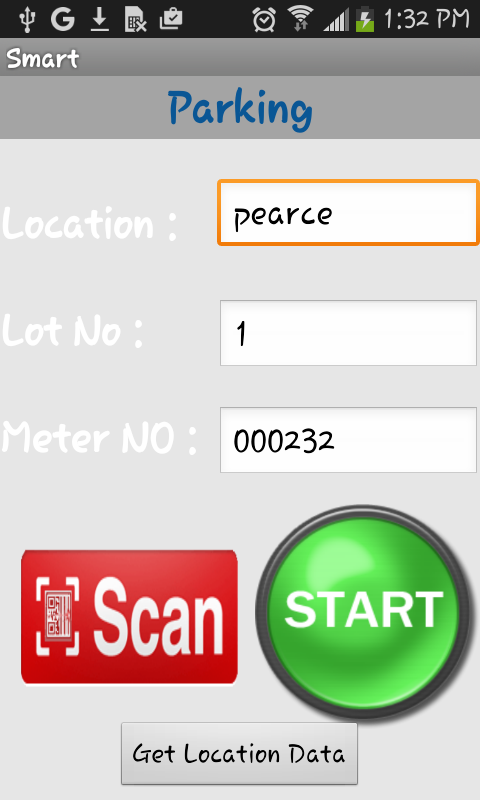 1:32 PM
Smart
Parking
Location : pearce
Lot No : 1
Meter NO : 000232
Scan
START
Get Location Data